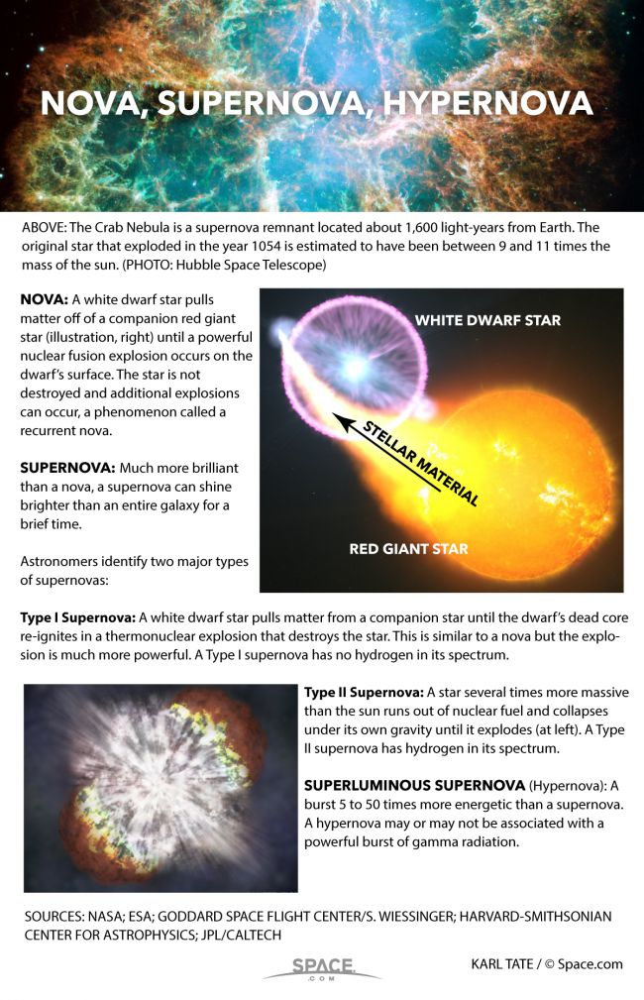 NOVA, SUPERNOVA, HYPERNOVA
ABOVE: The Crab Nebula is a supernova remnant located about 1,600 light-years from Earth. The
original star that exploded in the year 1054 is estimated to have been between 9 and 11 times the
mass of the sun. (PHOTO: Hubble Space Telescope)
NOVA: A white dwarf star pulls
matter off of a companion red giant
star (illustration, right) until a powerful
nuclear fusion explosion occurs on the
dwarf’s surface. The star is not
destroyed and additional explosions
can occur, a phenomenon called a
recurrent nova.
WHITE DWARF STAR
STELLAR MATERIAL
RED GIANT STAR
SUPERNOVA: Much more brilliant
than a nova, a supernova can shine
brighter than an entire galaxy for a
brief time.
Astronomers identify two major types
of supernovas:
Type I Supernova: A white dwarf star pulls matter from a companion star until the dwarf’s dead core
re-ignites in a thermonuclear explosion that destroys the star. This is similar to a nova but the explo-
sion is much more powerful. A Type I supernova has no hydrogen in its spectrum.
Type II Supernova: A star several times more massive
than the sun runs out of nuclear fuel and collapses
under its own gravity until it explodes (at left). A Type
II supernova has hydrogen in its spectrum.
SUPERLUMINOUS SUPERNOVA (Hypernova): A
burst 5 to 50 times more energetic than a supernova.
A hypernova may or may not be associated with a
powerful burst of gamma radiation.
SOURCES: NASA; ESA; GODDARD SPACE FLIGHT CENTER/S. WIESSINGER; HARVARD-SMITHSONIAN
CENTER FOR ASTROPHYSICS; JPL/CALTECH
SPACE
.COM
KARL TATE / © Space.com